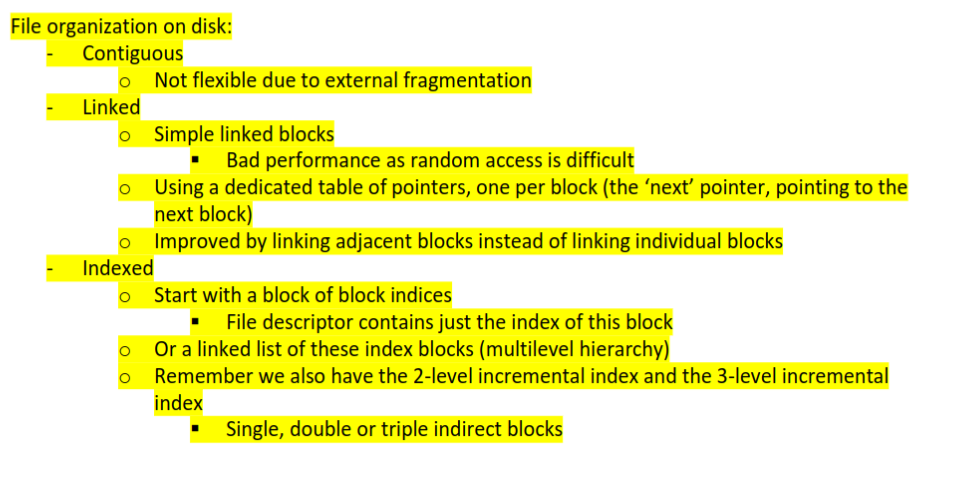 File organization on disk:
- Contiguous
o Not flexible due to external fragmentation
- Linked
o Simple linked blocks
▪ Bad performance as random access is difficult
o Using a dedicated table of pointers, one per block (the ‘next’ pointer, pointing to the
next block)
o Improved by linking adjacent blocks instead of linking individual blocks
- Indexed
o Start with a block of block indices
▪ File descriptor contains just the index of this block
o Or a linked list of these index blocks (multilevel hierarchy)
o Remember we also have the 2-level incremental index and the 3-level incremental
index
▪ Single, double or triple indirect blocks